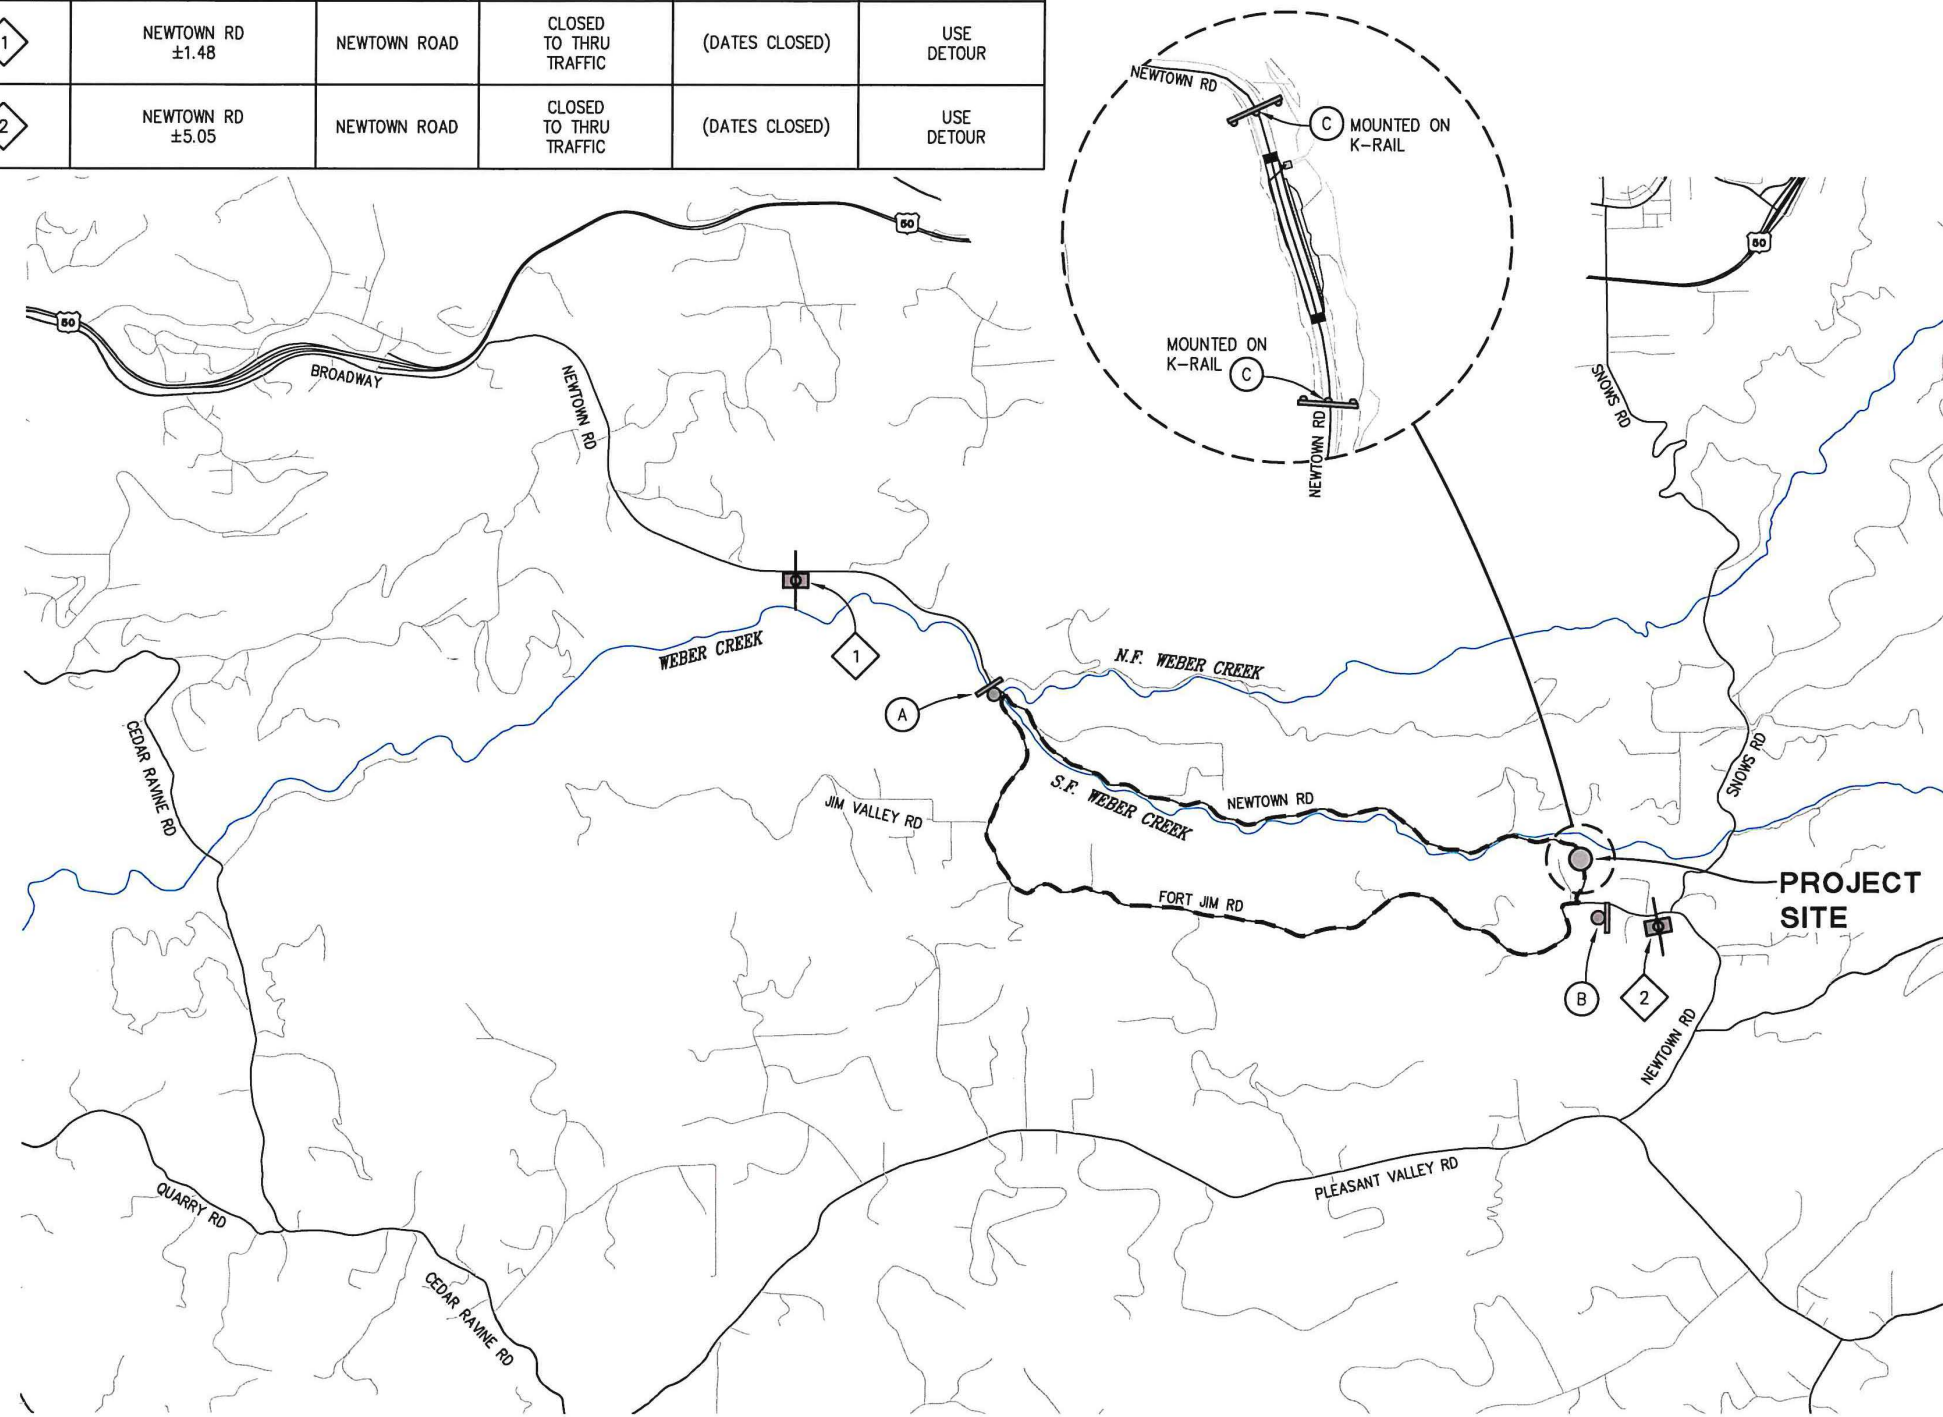 1
NEWTOWN RD
±1.48
NEWTOWN ROAD
CLOSED
TO THRU
TRAFFIC
(DATES CLOSED)
USE
DETOUR
2
NEWTOWN RD
±5.05
NEWTOWN ROAD
CLOSED
TO THRU
TRAFFIC
(DATES CLOSED)
USE
DETOUR
NEWTOWN RD
C
MOUNTED ON
K-RAIL
MOUNTED ON
K-RAIL
C
NEWTOWN RD
50
50
50
BROADWAY
NEWTOWN RD
SNOWS RD
WEBER CREEK
1
N.F. WEBER CREEK
A
CEDAR RAVINE RD
SNOWS RD
S.F. WEBER CREEK
NEWTOWN RD
JIM VALLEY RD
PROJECT
SITE
FORT JIM RD
B
2
NEWTOWN RD
QUARRY RD
PLEASANT VALLEY RD
CEDAR RAVINE RD